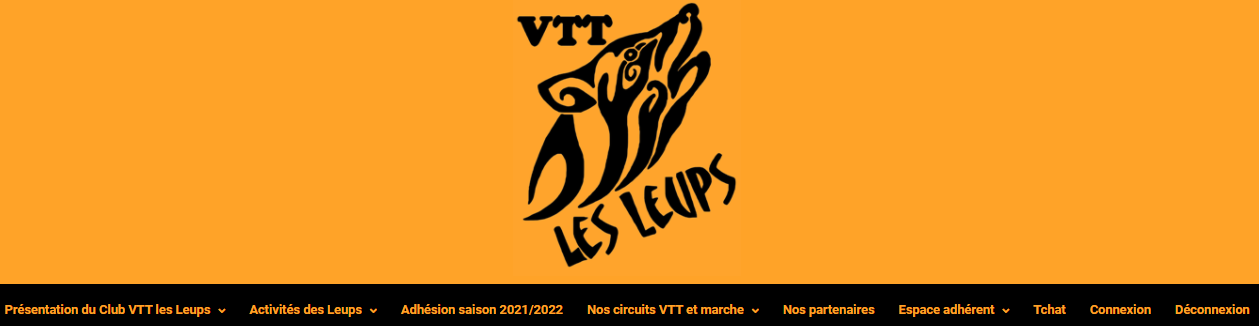 VTT
LES LEUPS
Présentation du Club VTT les Leups Activités des Leups Adhésion saison 2021/2022 Nos circuits VTT et marche Nos partenaires Espace adhérent Tchat Connexion Déconnexion